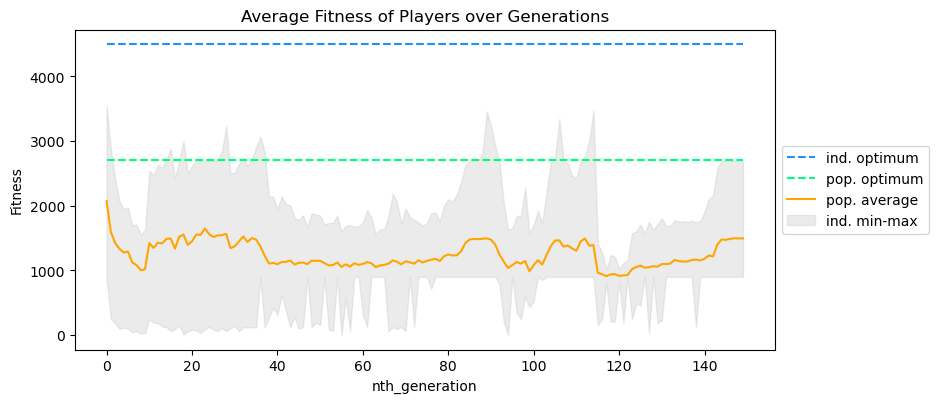 Average Fitness of Players over Generations
Fitness
4000
3000
2000
1000
0
0 20 40 60 80 100 120 140
nth_generation
ind. optimum
pop. optimum
pop. average
ind. min-max